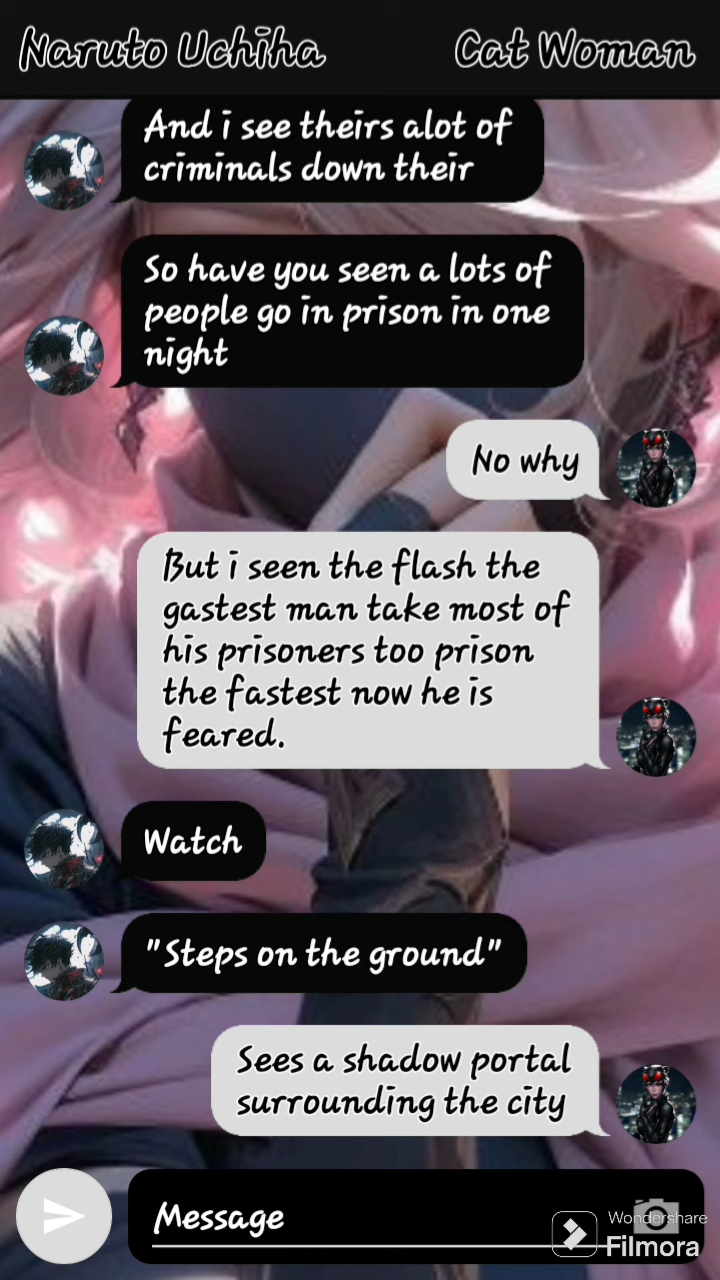 Naruto Uchiha Cat Woman
And i see theirs alot of
criminals down their
So have you seen a lots of
people go in prison in one
night
No why
But i seen the flash the
gastest man take most of
his prisoners too prison
the fastest now he is
feared.
Watch
"Steps on the ground"
Sees a shadow portal
surrounding the city
Message
Wondershare
Filmora